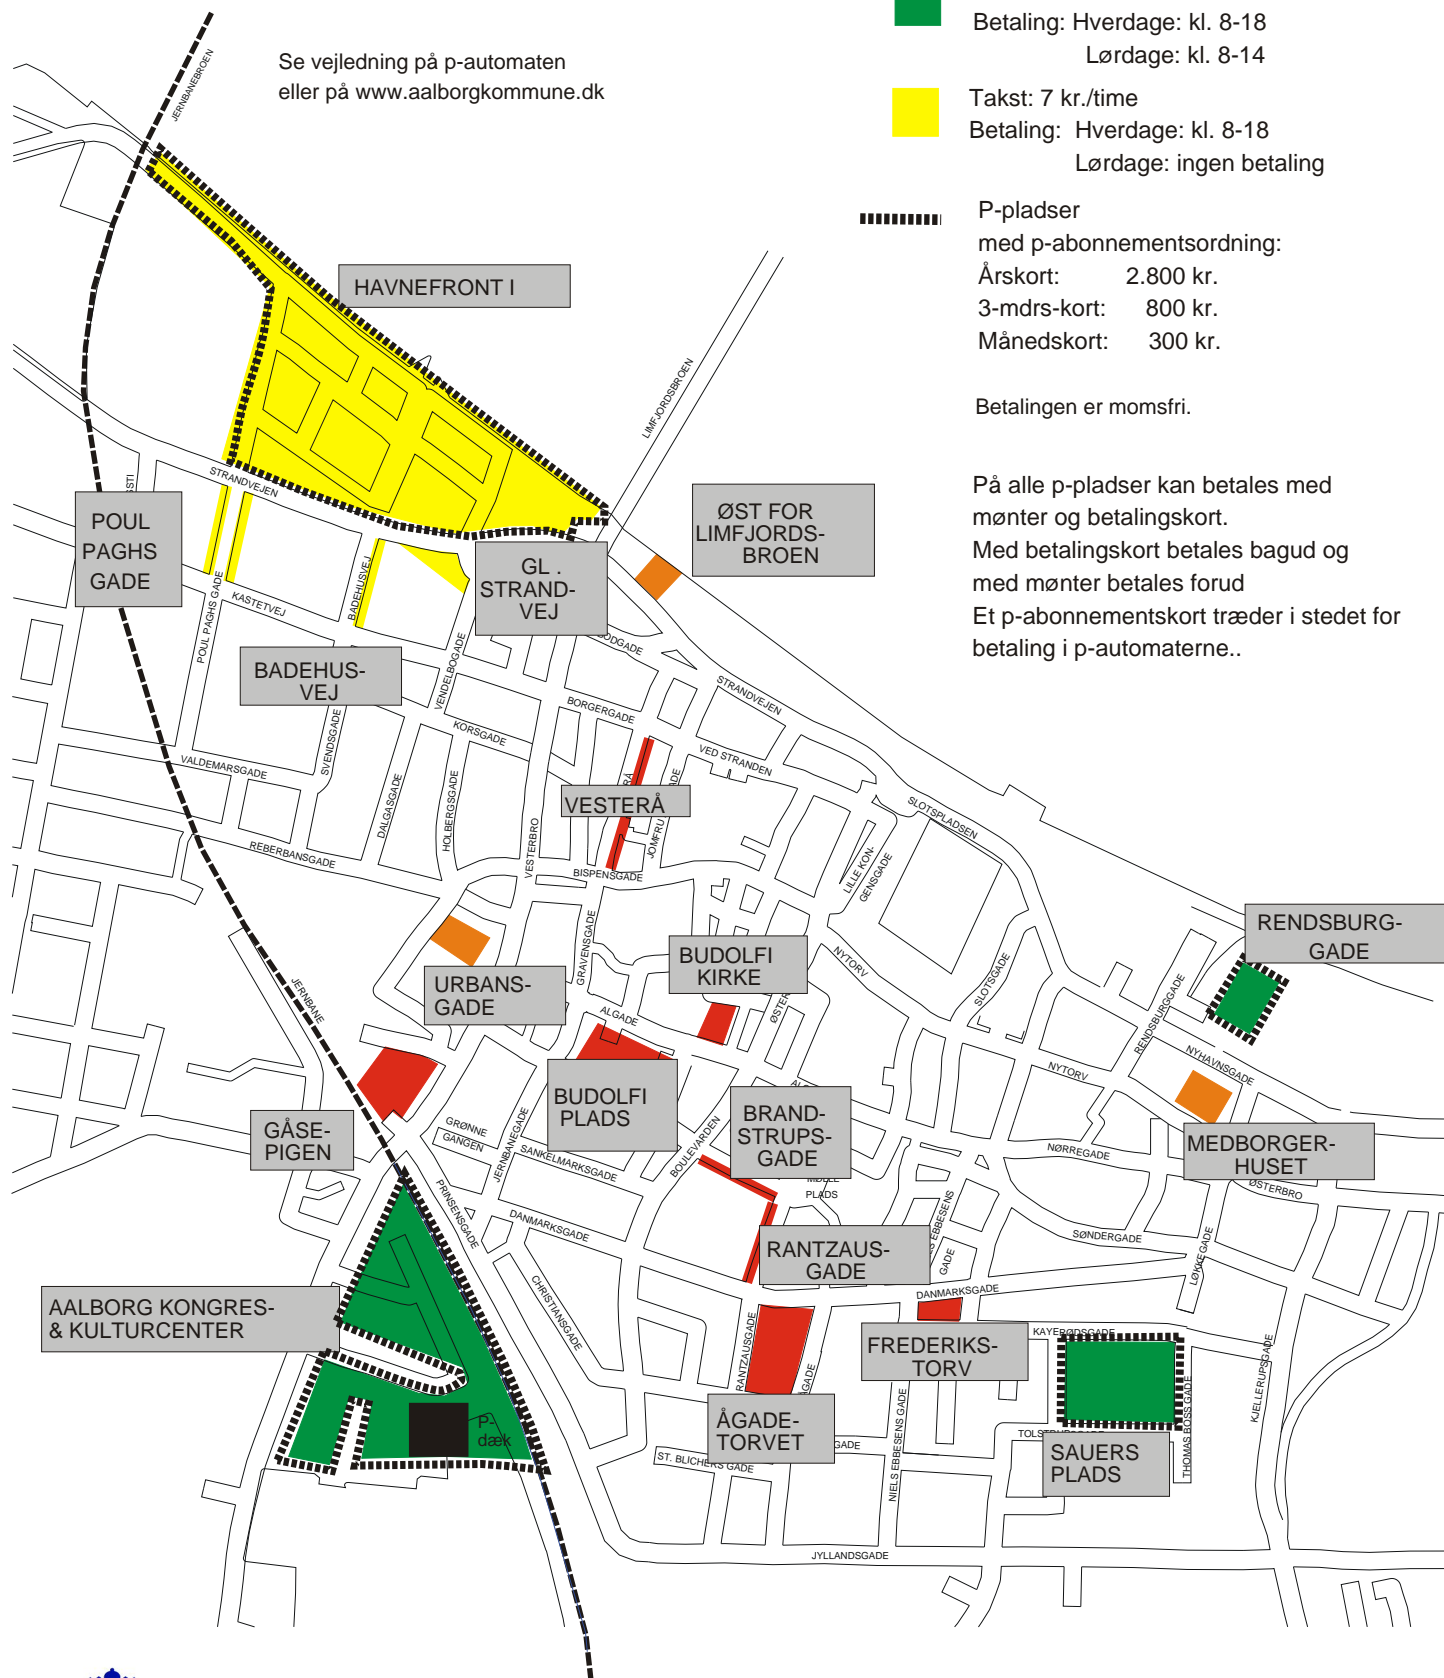 Betaling: Hverdage: kl. 8-18
Lørdage: kl. 8-14
Se vejledning på p-automaten
eller på www.aalborgkommune.dk
Takst: 7 kr./time
Betaling: Hverdage: kl. 8-18
Lørdage: ingen betaling
P-pladser
med p-abonnementsordning:
Årskort: 2.800 kr.
3-mdrs-kort: 800 kr.
Månedskort: 300 kr.
Betalingen er momsfri.
På alle p-pladser kan betales med
mønter og betalingskort.
Med betalingskort betales bagud og
med mønter betales forud
Et p-abonnementskort træder i stedet for
betaling i p-automaterne..
JERNBANEBROEN
HAVNEFRONT I
LIMFJORDSBROEN
STRANDVEJEN
POUL
PAGHS
GADE
ØST FOR
LIMFJORDS-
BROEN
GL .
STRAND-
VEJ
POUL PAGHS GADE
KASTETVEJ
BADEHUSVEJ
BADEHUS-
VEJ
VENDELBOGADE
STRANDVEJEN
BORGERGADE
KORSGADE
VED STRANDEN
VALDEMARSGADE
SVENDSGADE
DALGASGADE
HOLBERGSGADE
VESTERBRO
VESTERÅ
JOMFRU
REBERBANSGADE
BISPENSGADE
SLOTSPLADSEN
LILLE KON-
GENSGADE
RENDSBURG-
GADE
BUDOLFI
KIRKE
GRAVENSGADE
NYTORV
SLOTSGADE
URBANS-
GADE
JERNBANE
ALGADE
RENDSBURGGADE
NYHAVNSGADE
NYTORV
BUDOLFI
PLADS
BRAND-
STRUPS-
GADE
GÅSE-
PIGEN
GRØNNE
GANGEN
JERNBANEGADE
SANKELMARKSGADE
BOULEVARDEN
PLADS
NØRREGADE
MEDBORGER-
HUSET
ØSTERBRO
PRINSENSGADE
DANMARKSGADE
RANTZAUS-
GADE
GADE
SØNDERGADE
LØKKEGADE
AALBORG KONGRES-
& KULTURCENTER
CHRISTIANSGADE
DANMARKSGADE
RANTZAUSGADE
FREDERIKS-
TORV
KAYERØDSGADE
KJELLERUPSGADE
P-
dæk
ÅGADE-
TORVET
GADE
NIELS EBBESENS GADE
SAUERS
PLADS
THOMAS BOSS GADE
ST. BLICHERS GADE
JYLLANDSGADE